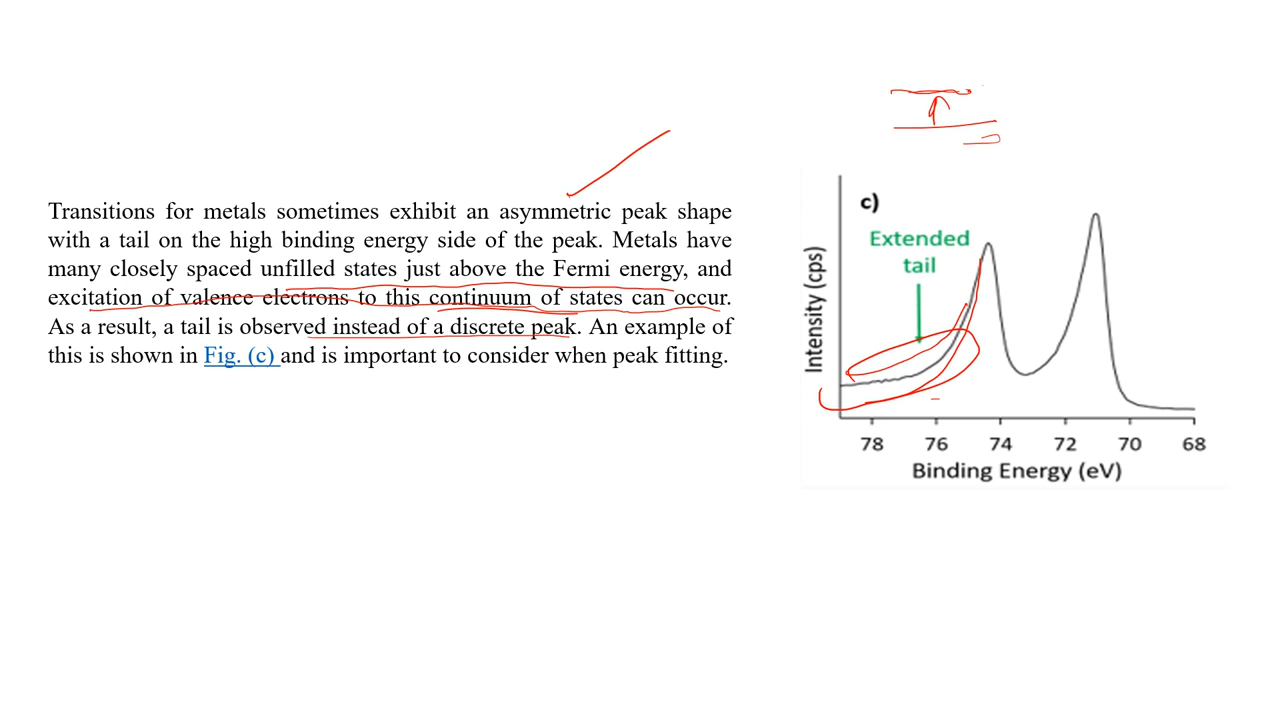 Transitions for metals sometimes exhibit an asymmetric peak shape
with a tail on the high binding energy side of the peak. Metals have
many closely spaced unfilled states just above the Fermi energy, and
excitation of valence electrons to this continuum of states can occur.
As a result, a tail is observed instead of a discrete peak. An example
of this is shown in Fig. (c) and is important to consider when peak fitting.
c)
Extended
tail
Intensity (cps)
78 76 74 72 70 68
Binding Energy (eV)